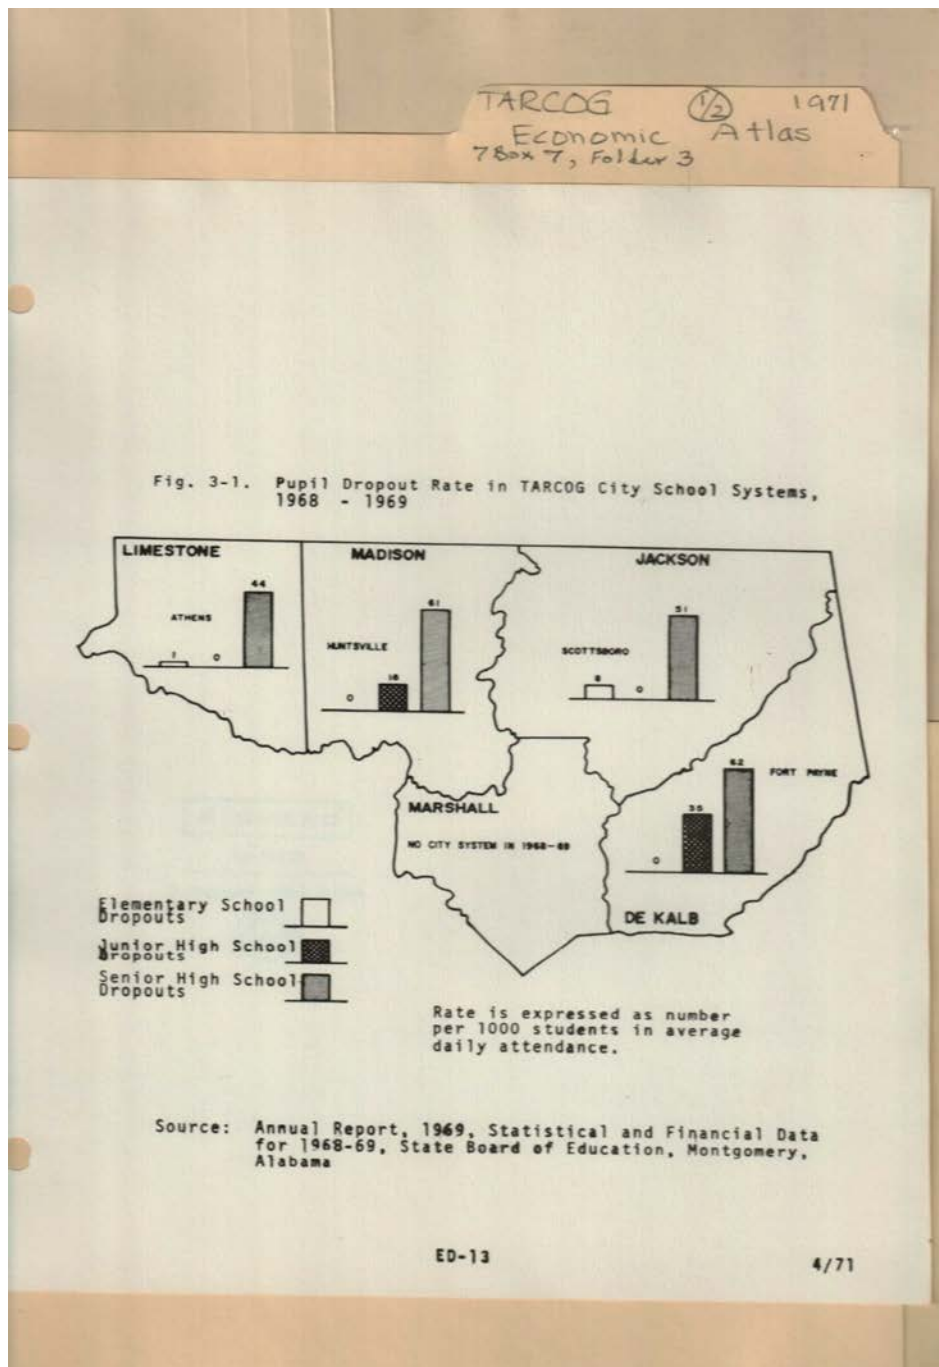 TARCOG 1/2 1971
Economic Atlas
7Box 7, Folder 3
Fig. 3-1. Pupil Dropout Rate in TARCOG City School Systems,
1968 - 1969
LIMESTONE
MADISON
JACKSON
44
ATHENS
1
0
61
HUNTSVILLE
0
51
SCOTTSBORO
8
0
62
FORT PAYNE
35
0
MARSHALL
NO CITY SYSTEM IN 1968-69
DE KALB
Elementary School
Dropouts
Junior High School
Dropouts
Senior High School
Dropouts
Rate is expressed as number
per 1000 students in average
daily attendance.
Source: Annual Report, 1969, Statistical and Financial Data
for 1968-69, State Board of Education, Montgomery,
Alabama
ED-13
4/71